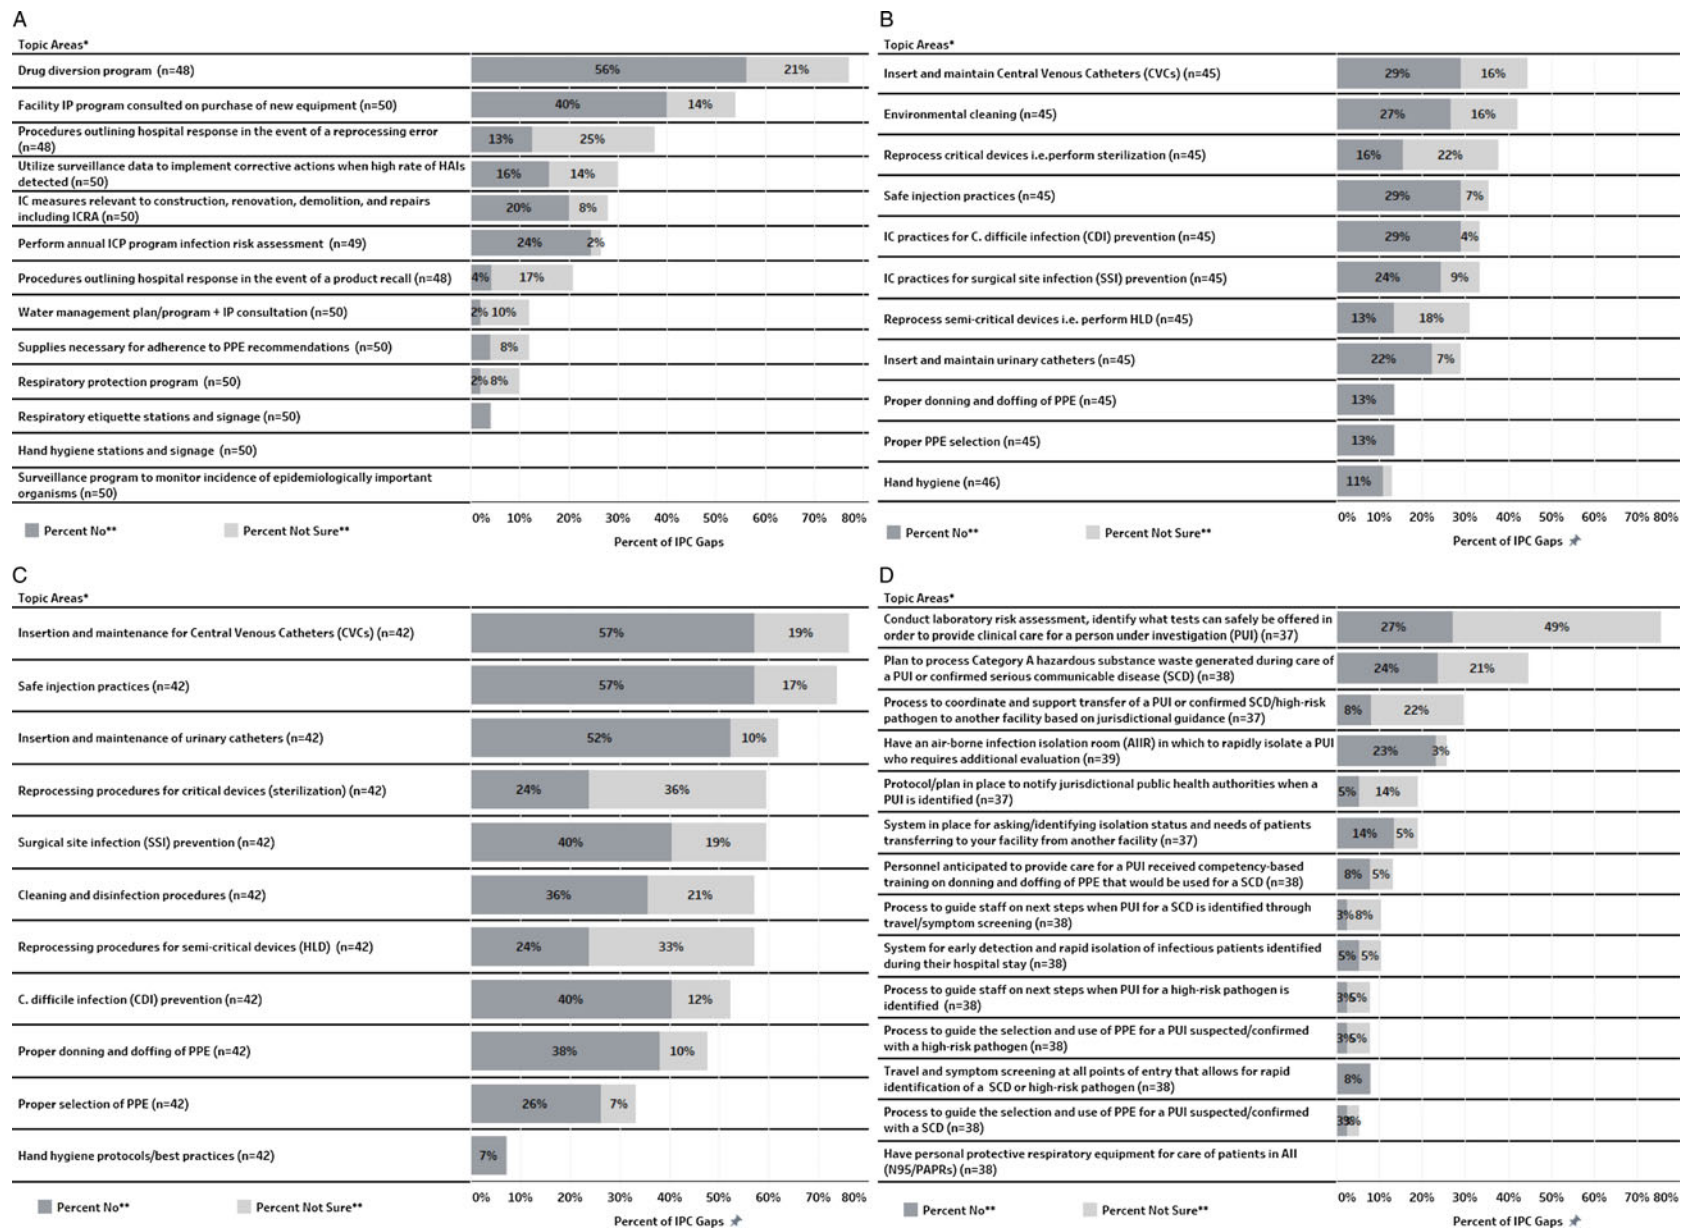 A
Topic Areas*
Drug diversion program (n=48)
56% 21%
Facility IP program consulted on purchase of new equipment (n=50)
40% 14%
Procedures outlining hospital response in the event of a reprocessing error
(n=48)
13% 25%
Utilize surveillance data to implement corrective actions when high rate of HAIs
detected (n=50)
16% 14%
IC measures relevant to construction, renovation, demolition, and repairs
including ICRA (n=50)
20% 8%
Perform annual ICP program infection risk assessment (n=49)
24% 2%
Procedures outlining hospital response in the event of a product recall (n=48)
4% 17%
Water management plan/program + IP consultation (n=50)
2% 10%
Supplies necessary for adherence to PPE recommendations (n=50)
8%
Respiratory protection program (n=50)
2% 8%
Respiratory etiquette stations and signage (n=50)
Hand hygiene stations and signage (n=50)
Surveillance program to monitor incidence of epidemiologically important
organisms (n=50)
0% 10% 20% 30% 40% 50% 60% 70% 80%
Percent No** Percent Not Sure**
Percent of IPC Gaps
B
Topic Areas*
Insert and maintain Central Venous Catheters (CVCs) (n=45)
29% 16%
Environmental cleaning (n=45)
27% 16%
Reprocess critical devices i.e.perform sterilization (n=45)
16% 22%
Safe injection practices (n=45)
29% 7%
IC practices for C. difficile infection (CDI) prevention (n=45)
29% 4%
IC practices for surgical site infection (SSI) prevention (n=45)
24% 9%
Reprocess semi-critical devices i.e. perform HLD (n=45)
13% 18%
Insert and maintain urinary catheters (n=45)
22% 7%
Proper donning and doffing of PPE (n=45)
13%
Proper PPE selection (n=45)
13%
Hand hygiene (n=46)
11%
0% 10% 20% 30% 40% 50% 60% 70% 80%
Percent No** Percent Not Sure**
Percent of IPC Gaps
C
Topic Areas*
Insertion and maintenance for Central Venous Catheters (CVCs) (n=42)
57% 19%
Safe injection practices (n=42)
57% 17%
Insertion and maintenance of urinary catheters (n=42)
52% 10%
Reprocessing procedures for critical devices (sterilization) (n=42)
24% 36%
Surgical site infection (SSI) prevention (n=42)
40% 19%
Cleaning and disinfection procedures (n=42)
36% 21%
Reprocessing procedures for semi-critical devices (HLD) (n=42)
24% 33%
C. difficile infection (CDI) prevention (n=42)
40% 12%
Proper donning and doffing of PPE (n=42)
38% 10%
Proper selection of PPE (n=42)
26% 7%
Hand hygiene protocols/best practices (n=42)
7%
0% 10% 20% 30% 40% 50% 60% 70% 80%
Percent No** Percent Not Sure**
Percent of IPC Gaps
D
Topic Areas*
Conduct laboratory risk assessment, identify what tests can safely be offered in
order to provide clinical care for a person under investigation (PUI) (n=37)
27% 49%
Plan to process Category A hazardous substance waste generated during care of
a PUI or confirmed serious communicable disease (SCD) (n=38)
24% 21%
Process to coordinate and support transfer of a PUI or confirmed SCD/high-risk
pathogen to another facility based on jurisdictional guidance (n=37)
8% 22%
Have an air-borne infection isolation room (AIIR) in which to rapidly isolate a PUI
who requires additional evaluation (n=39)
23% 3%
Protocol/plan in place to notify jurisdictional public health authorities when a
PUI is identified (n=37)
5% 14%
System in place for asking/identifying isolation status and needs of patients
transferring to your facility from another facility (n=37)
14% 5%
Personnel anticipated to provide care for a PUI received competency-based
training on donning and doffing of PPE that would be used for a SCD (n=38)
8% 5%
Process to guide staff on next steps when PUI for a SCD is identified through
travel/symptom screening (n=38)
3% 8%
System for early detection and rapid isolation of infectious patients identified
during their hospital stay (n=38)
5% 5%
Process to guide staff on next steps when PUI for a high-risk pathogen is
identified (n=38)
3% 5%
Process to guide the selection and use of PPE for a PUI suspected/confirmed
with a high-risk pathogen (n=38)
3% 5%
Travel and symptom screening at all points of entry that allows for rapid
identification of a SCD or high-risk pathogen (n=38)
8%
Process to guide the selection and use of PPE for a PUI suspected/confirmed
with a SCD (n=38)
3% 3%
Have personal protective respiratory equipment for care of patients in AII
(N95/PAPRs) (n=38)
0% 10% 20% 30% 40% 50% 60% 70% 80%
Percent No** Percent Not Sure**
Percent of IPC Gaps